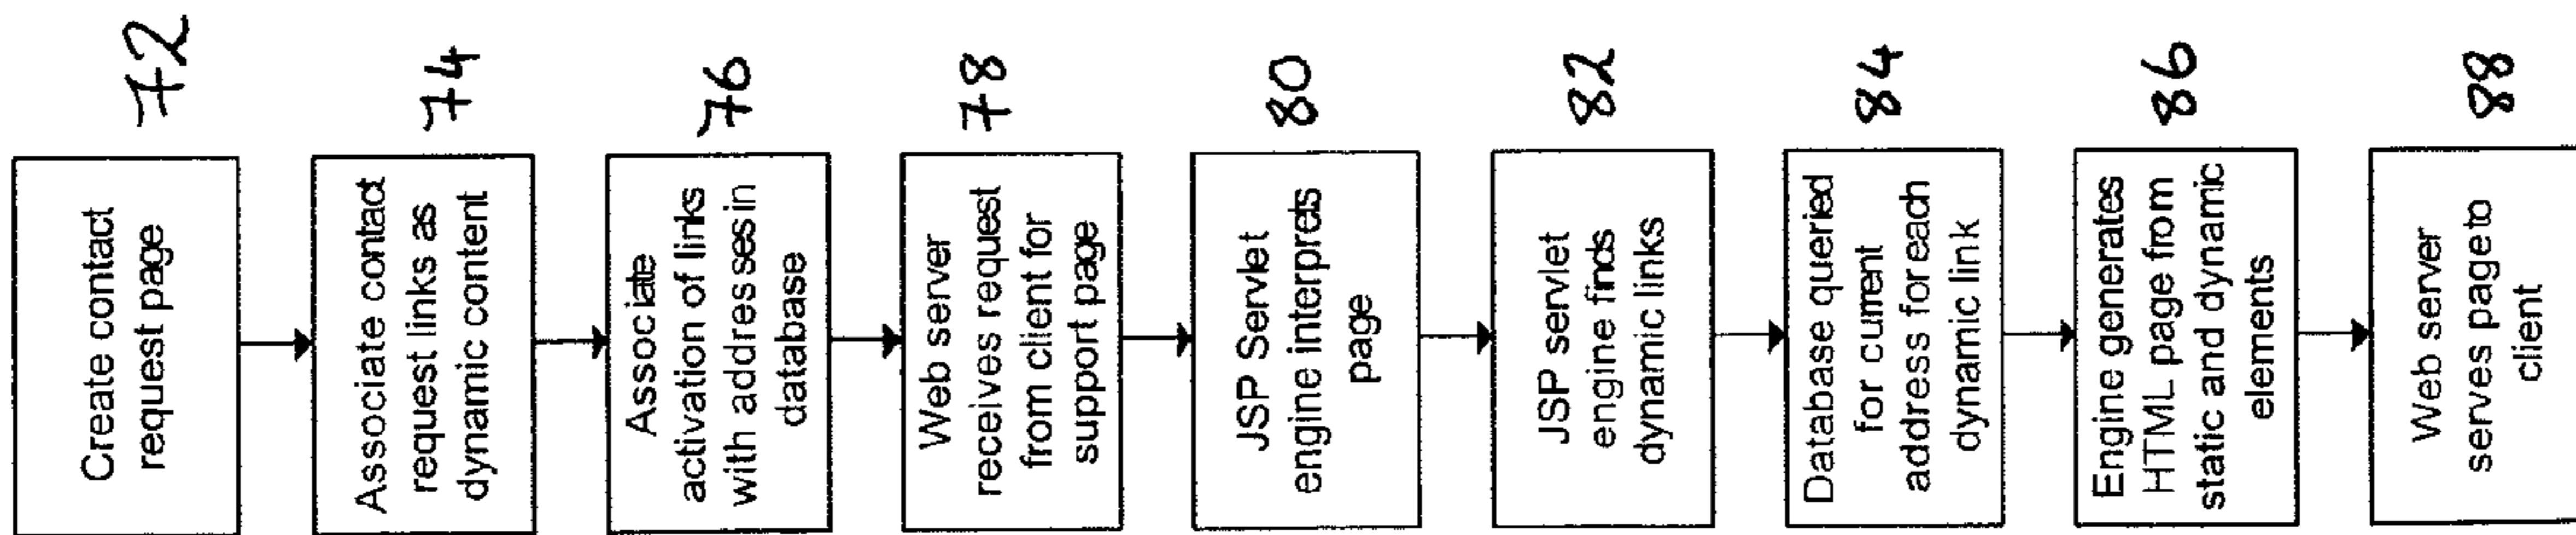 Create contact
request page
72
Associate contact
request links as
dynamic content
74
Associate
activation of links
with addresses in
database
76
Web server
receives request
from client for
support page
78
JSP Servlet
engine interprets
page
80
JSP servlet
engine finds
dynamic links
82
Database queried
for current
adddress for each
dynamic link
84
Engine generates
HTML page from
static and dynamic
elements
86
Web server
serves page to
client
88